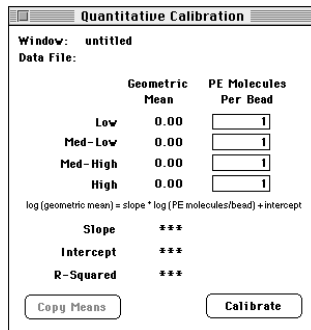 Quantitative Calibration
Window: untitled
Data File:
Geometric Mean PE Molecules Per Bead
Low 0.00 1
Med-Low 0.00 1
Med-High 0.00 1
High 0.00 1
log (geometric mean) = slope * log (PE molecules/bead) + intercept
Slope ***
Intercept ***
R-Squared ***
Copy Means Calibrate